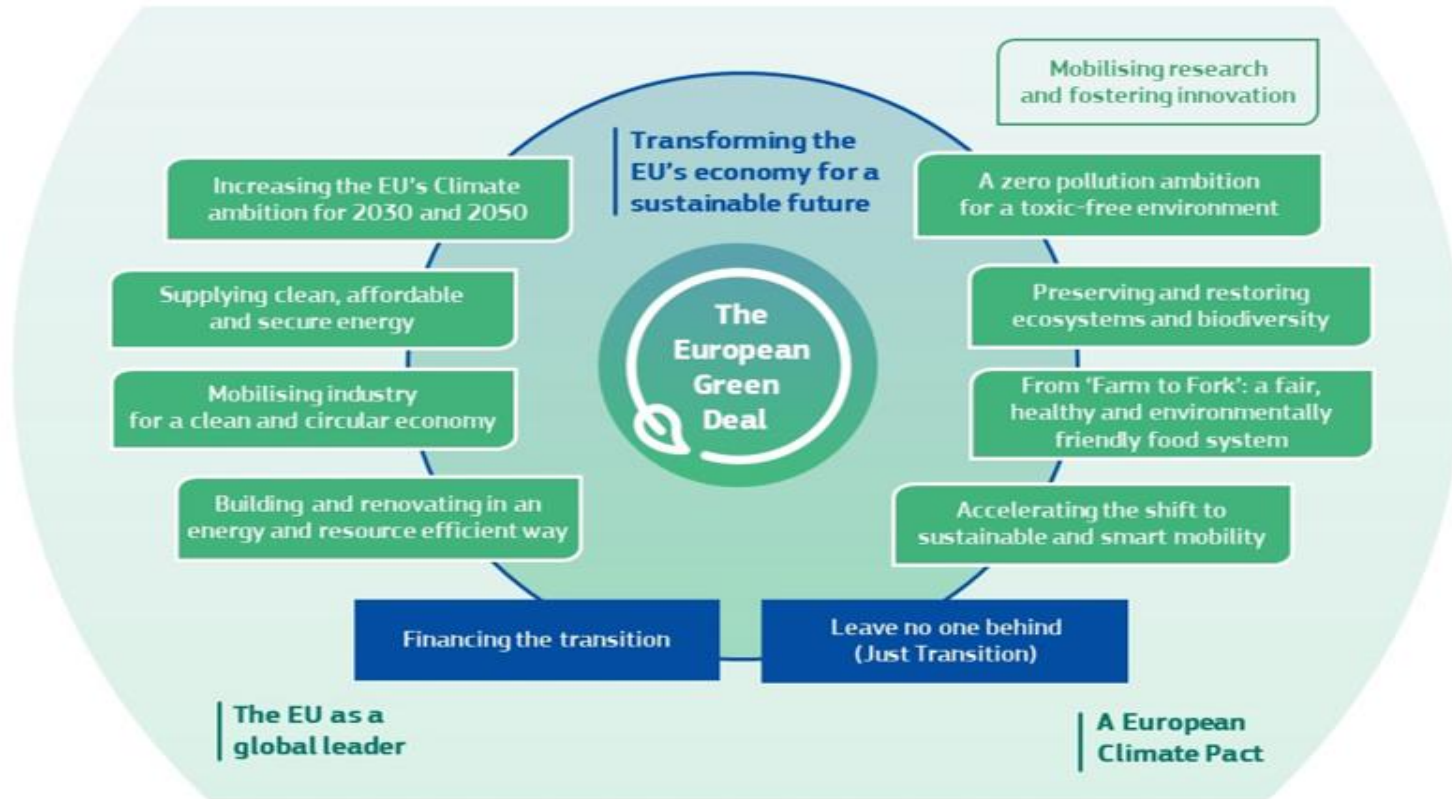 Mobilising research
and fostering innovation
Transforming the
EU's economy for a
sustainable future
Increasing the EU's Climate
ambition for 2030 and 2050
A zero pollution ambition
for a toxic-free environment
Supplying clean, affordable
and secure energy
Preserving and restoring
ecosystems and biodiversity
The
European
Green
Deal
Mobilising industry
for a clean and circular economy
From 'Farm to Fork': a fair,
healthy and environmentally
friendly food system
Building and renovating in an
energy and resource efficient way
Accelerating the shift to
sustainable and smart mobility
Financing the transition
Leave no one behind
(Just Transition)
The EU as a
global leader
A European
Climate Pact